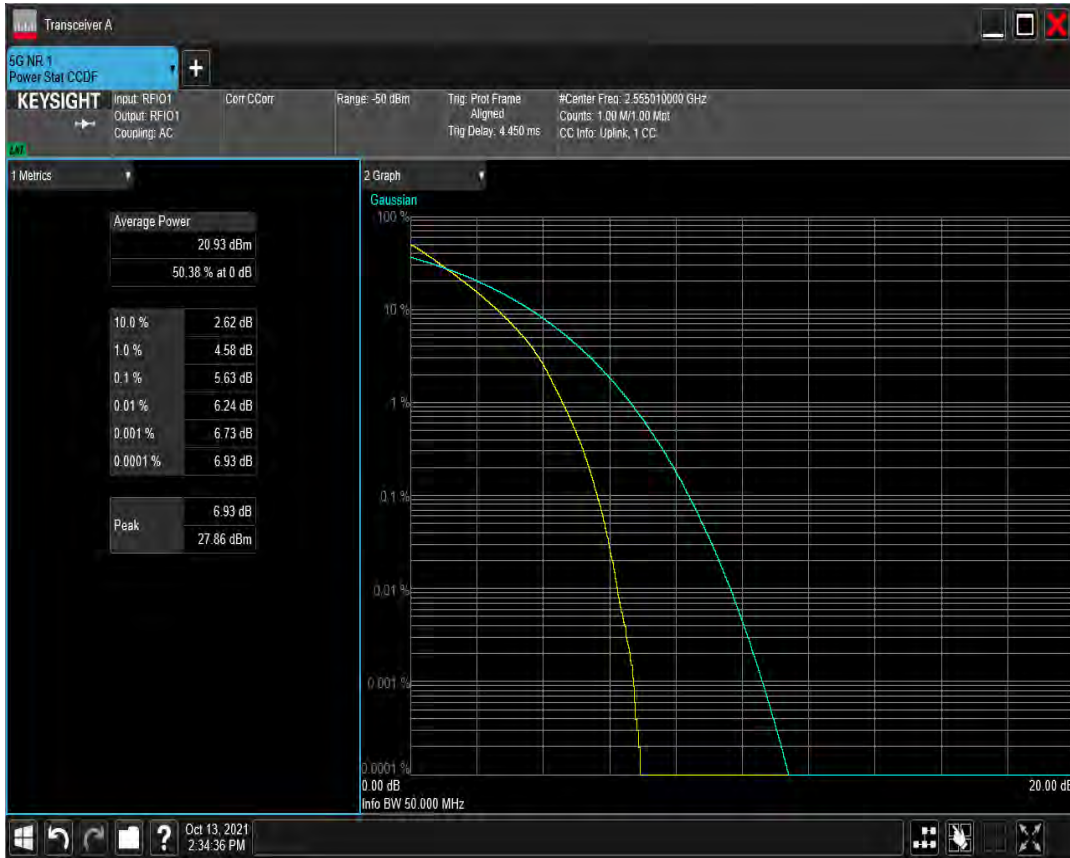 Transceiver A
5G NR 1
Power Stat CCDF
+
KEYSIGHT
Input: RFIO1
Output: RFIO1
Coupling: AC
Corr CCorr
Range: -50 dBm
Trig: Prot Frame
Aligned
Trig Delay: 4.450 ms
#Center Freq: 2.555010000 GHz
Counts: 1.00 M/1.00 Mpt
CC Info: Uplink, 1 CC
1 Metrics
Average Power
20.93 dBm
50.38 % at 0 dB
10.0 % 2.62 dB
1.0 % 4.58 dB
0.1 % 5.63 dB
0.01 % 6.24 dB
0.001 % 6.73 dB
0.0001 % 6.93 dB
Peak
6.93 dB
27.86 dBm
2 Graph
Gaussian
100 %
10 %
1 %
0.1 %
0.01 %
0.001 %
0.0001 %
0.00 dB
20.00 dB
Info BW 50.000 MHz
?
Oct 13, 2021
2:34:36 PM